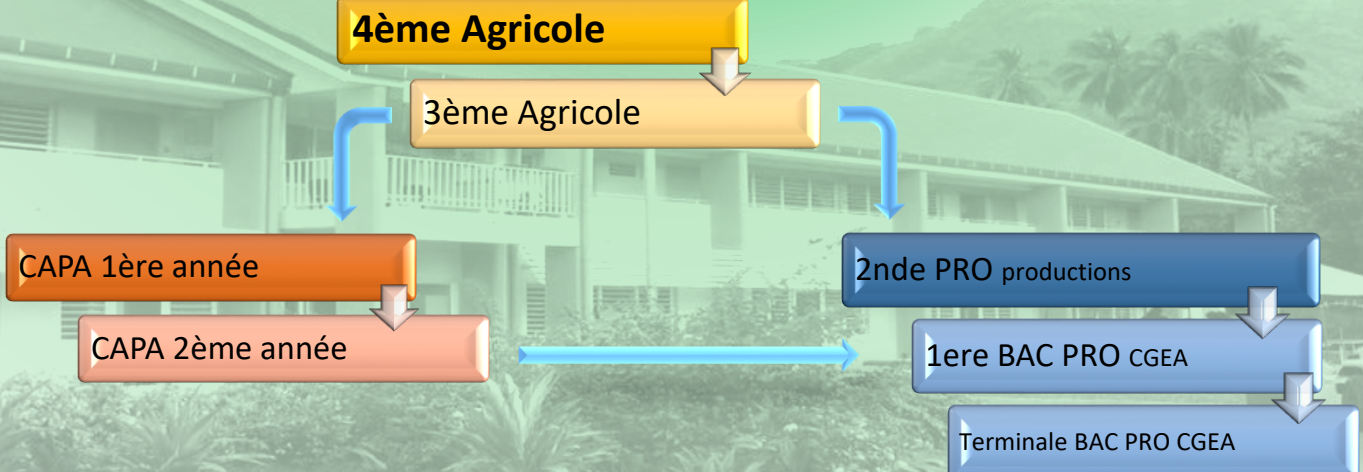 4ème Agricole
3ème Agricole
CAPA 1ère année
2nde PRO productions
CAPA 2ème année
1ere BAC PRO CGEA
Terminale BAC PRO CGEA